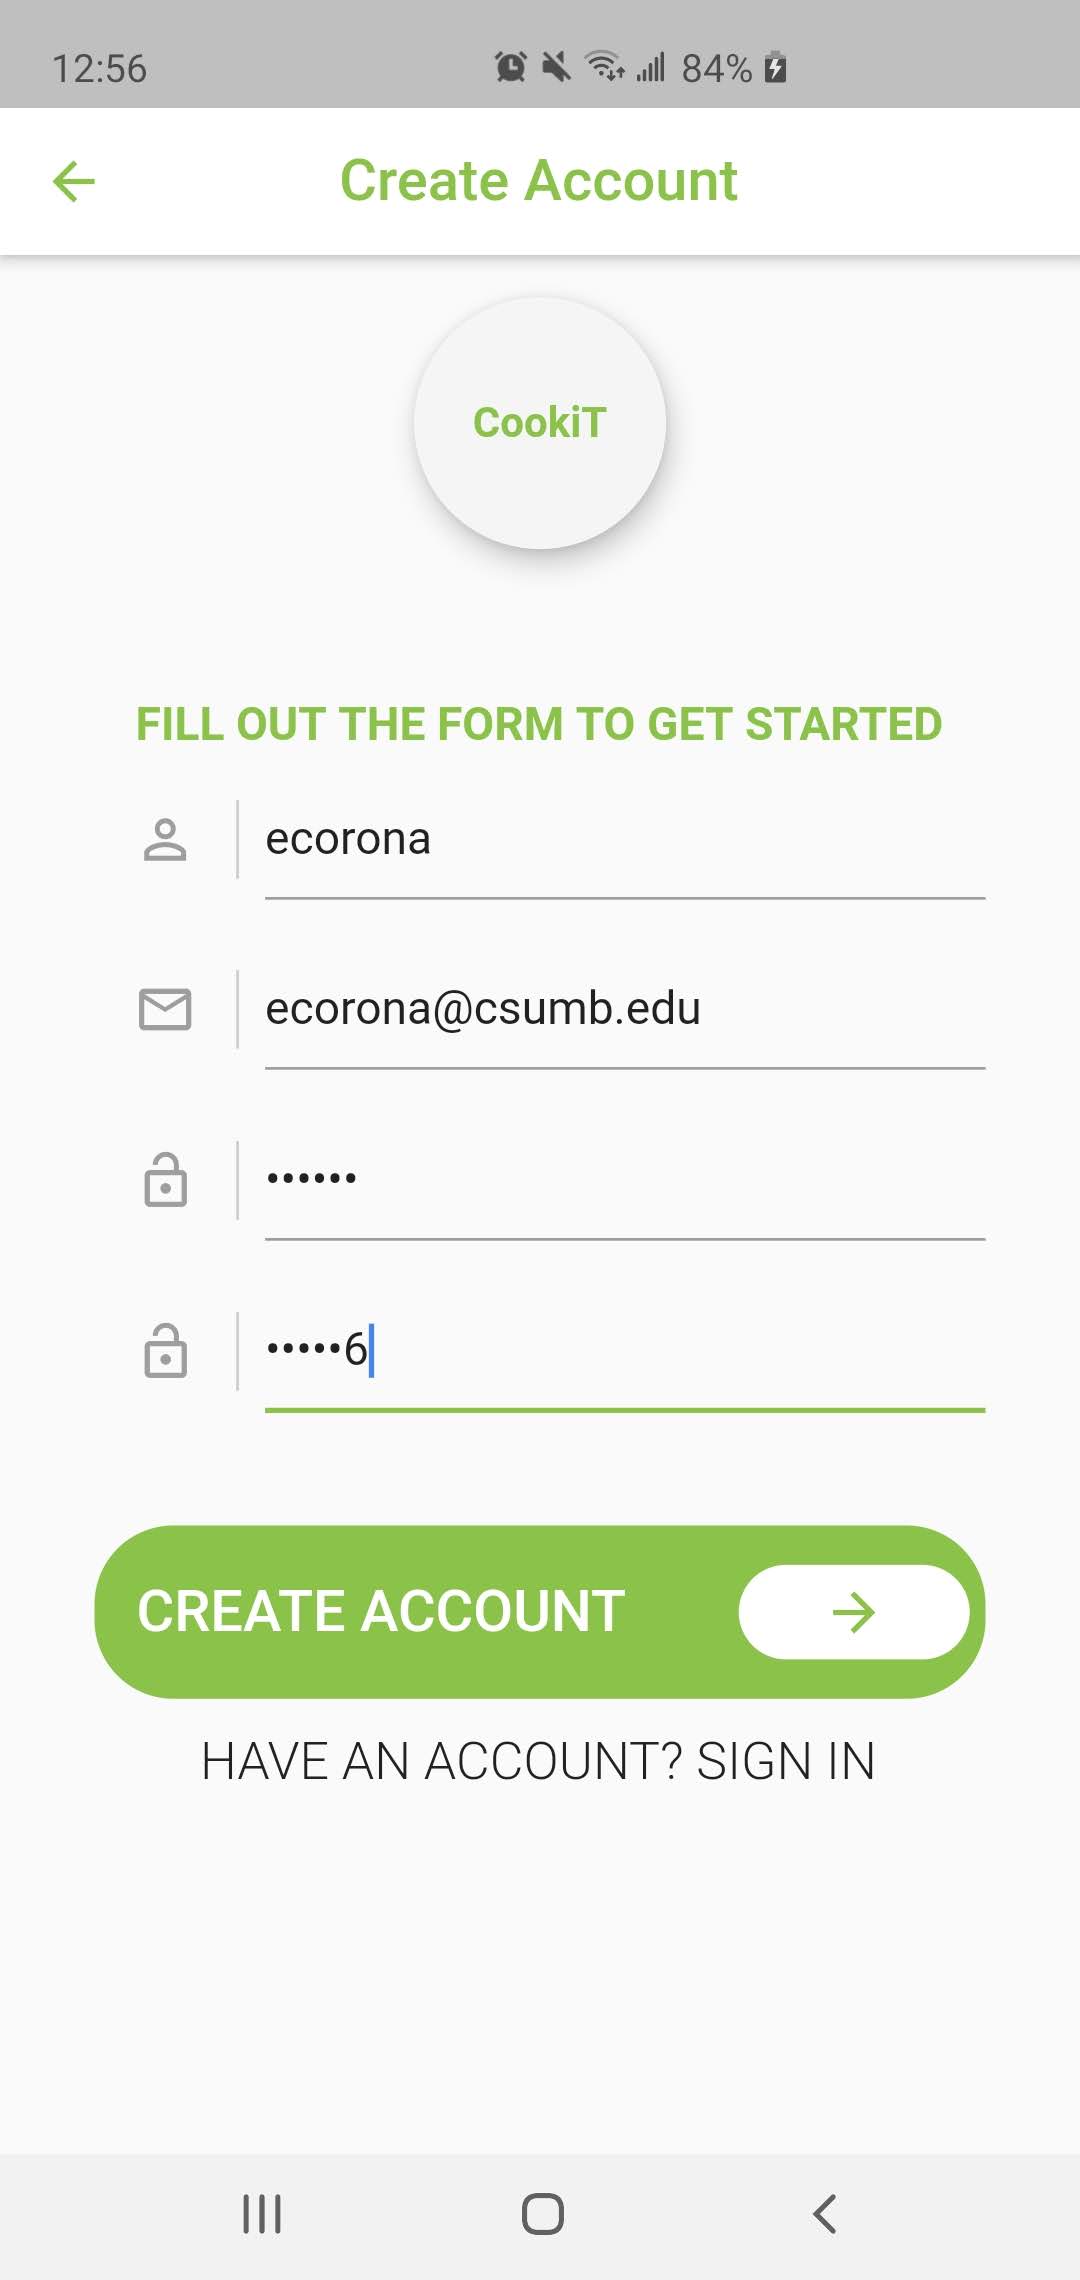 12:56 84%
Create Account
CookiT
FILL OUT THE FORM TO GET STARTED
ecorona
ecorona@csumb.edu
••••••
•••••6
CREATE ACCOUNT
HAVE AN ACCOUNT? SIGN IN